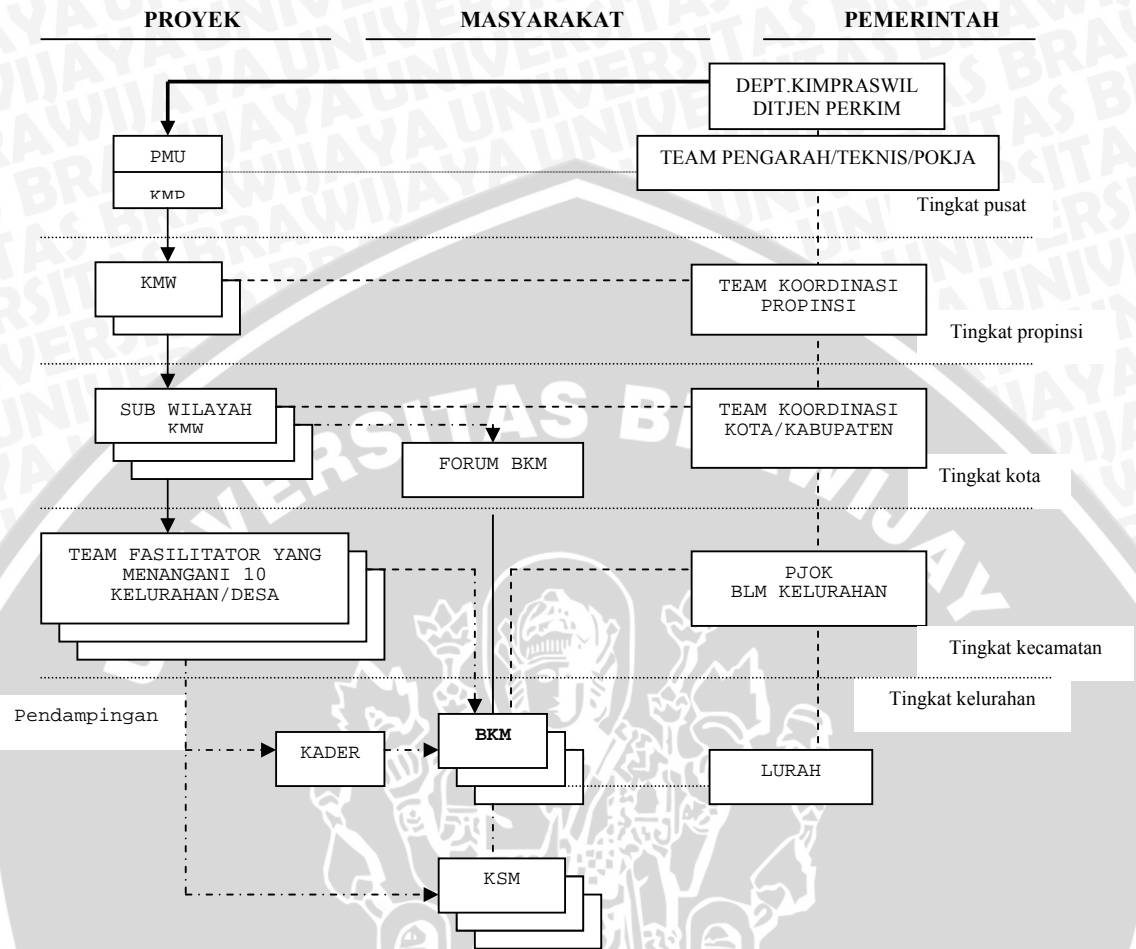 PROYEK
MASYARAKAT
PEMERINTAH
DEPT.KIMPRASWIL
DITJEN PERKIM
PMU
TEAM PENGARAH/TEKNIS/POKJA
KMP
Tingkat pusat
KMW
TEAM KOORDINASI
PROPINSI
Tingkat propinsi
SUB WILAYAH
KMW
TEAM KOORDINASI
KOTA/KABUPATEN
FORUM BKM
Tingkat kota
TEAM FASILITATOR YANG
MENANGANI 10
KELURAHAN/DESA
PJOK
BLM KELURAHAN
Tingkat kecamatan
Tingkat kelurahan
Pendampingan
BKM
KADER
LURAH
KSM